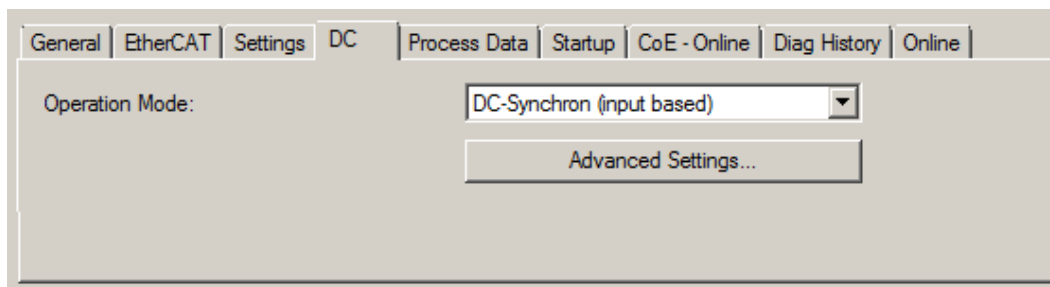 General EtherCAT Settings DC Process Data Startup CoE - Online Diag History Online
Operation Mode: DC-Synchron (input based)
Advanced Settings...